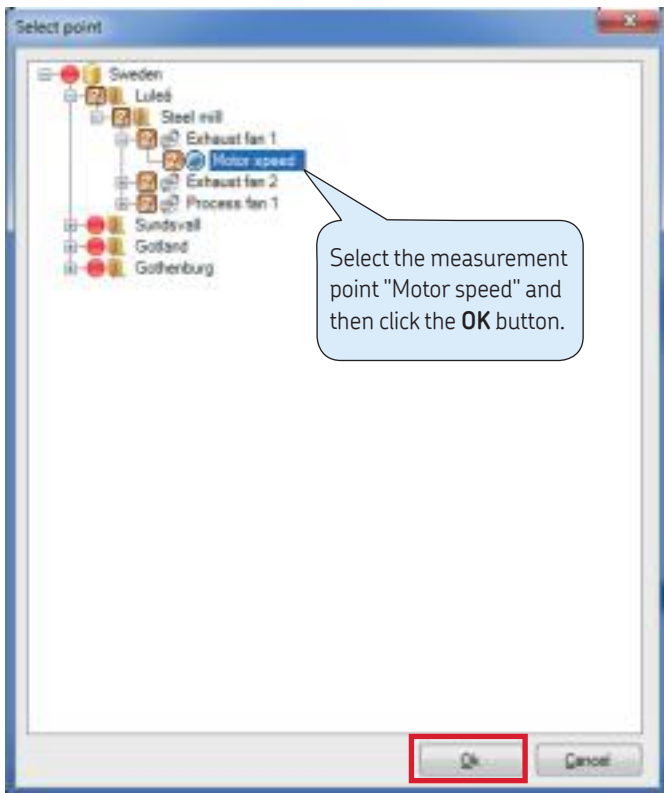 Select point
Sweden
Luleå
Steel mill
Exhaust fan 1
Motor speed
Exhaust fan 2
Process fan 1
Sundsvall
Gotland
Gothenburg
Select the measurement
point "Motor speed" and
then click the OK button.
Ok
Cancel